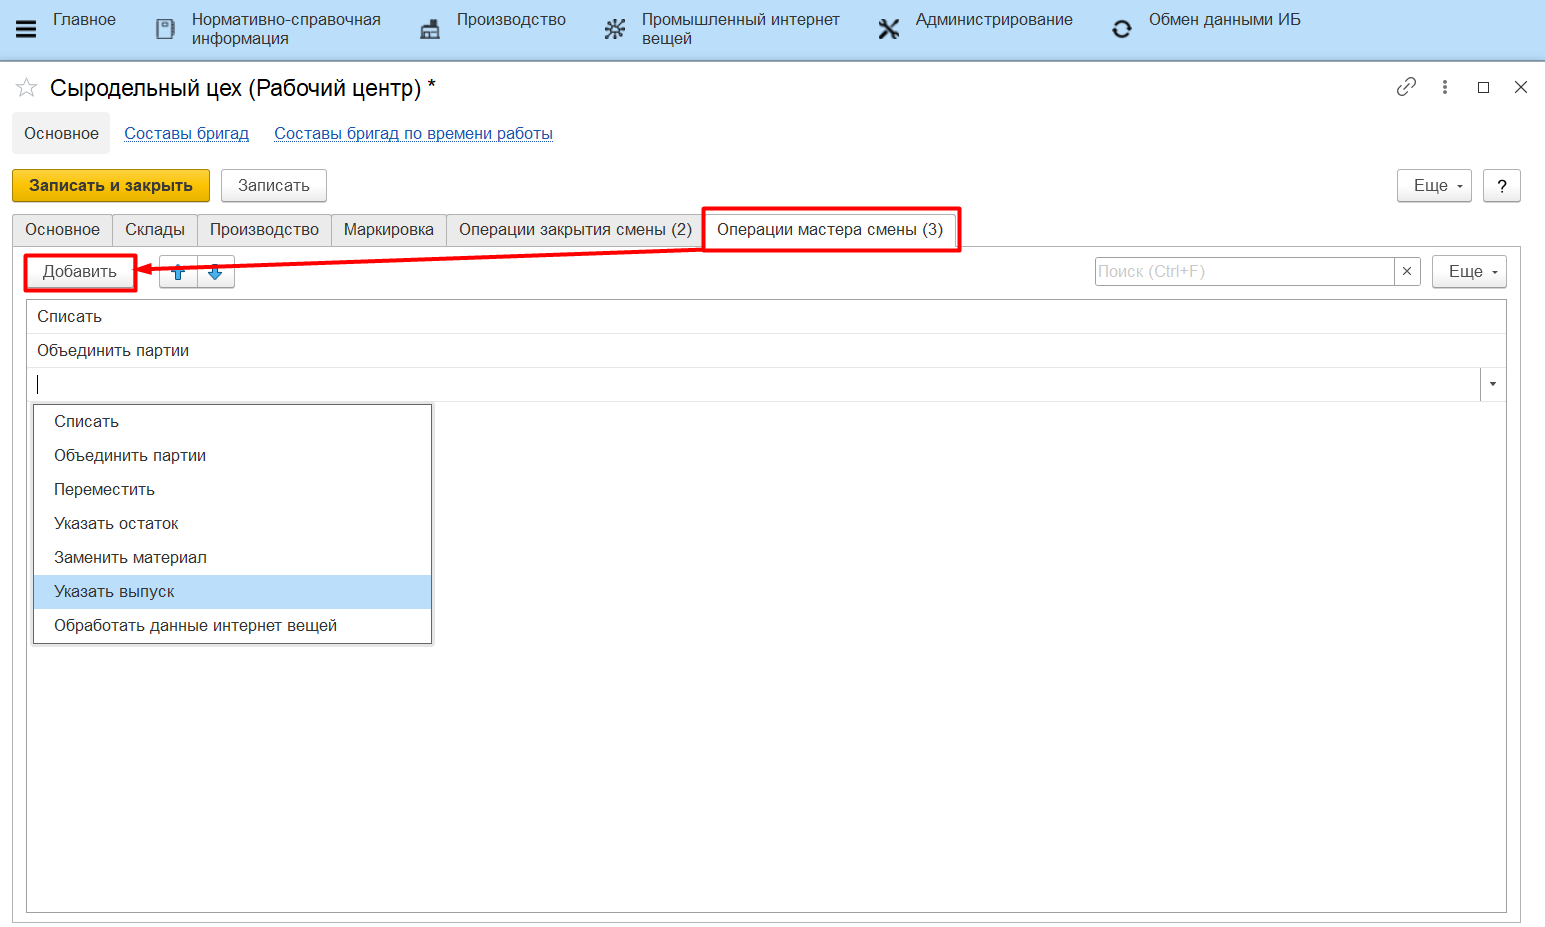 Главное
Нормативно-справочная
информация
Производство
Промышленный интернет
вещей
Администрирование
Обмен данными ИБ
Сыродельный цех (Рабочий центр) *
Основное Составы бригад Составы бригад по времени работы
Записать и закрыть Записать Еще ?
Основное Склады Производство Маркировка Операции закрытия смены (2) Операции мастера смены (3)
Добавить Поиск (Ctrl+F) × Еще
Списать
Объединить партии
Списать
Объединить партии
Переместить
Указать остаток
Заменить материал
Указать выпуск
Обработать данные интернет вещей